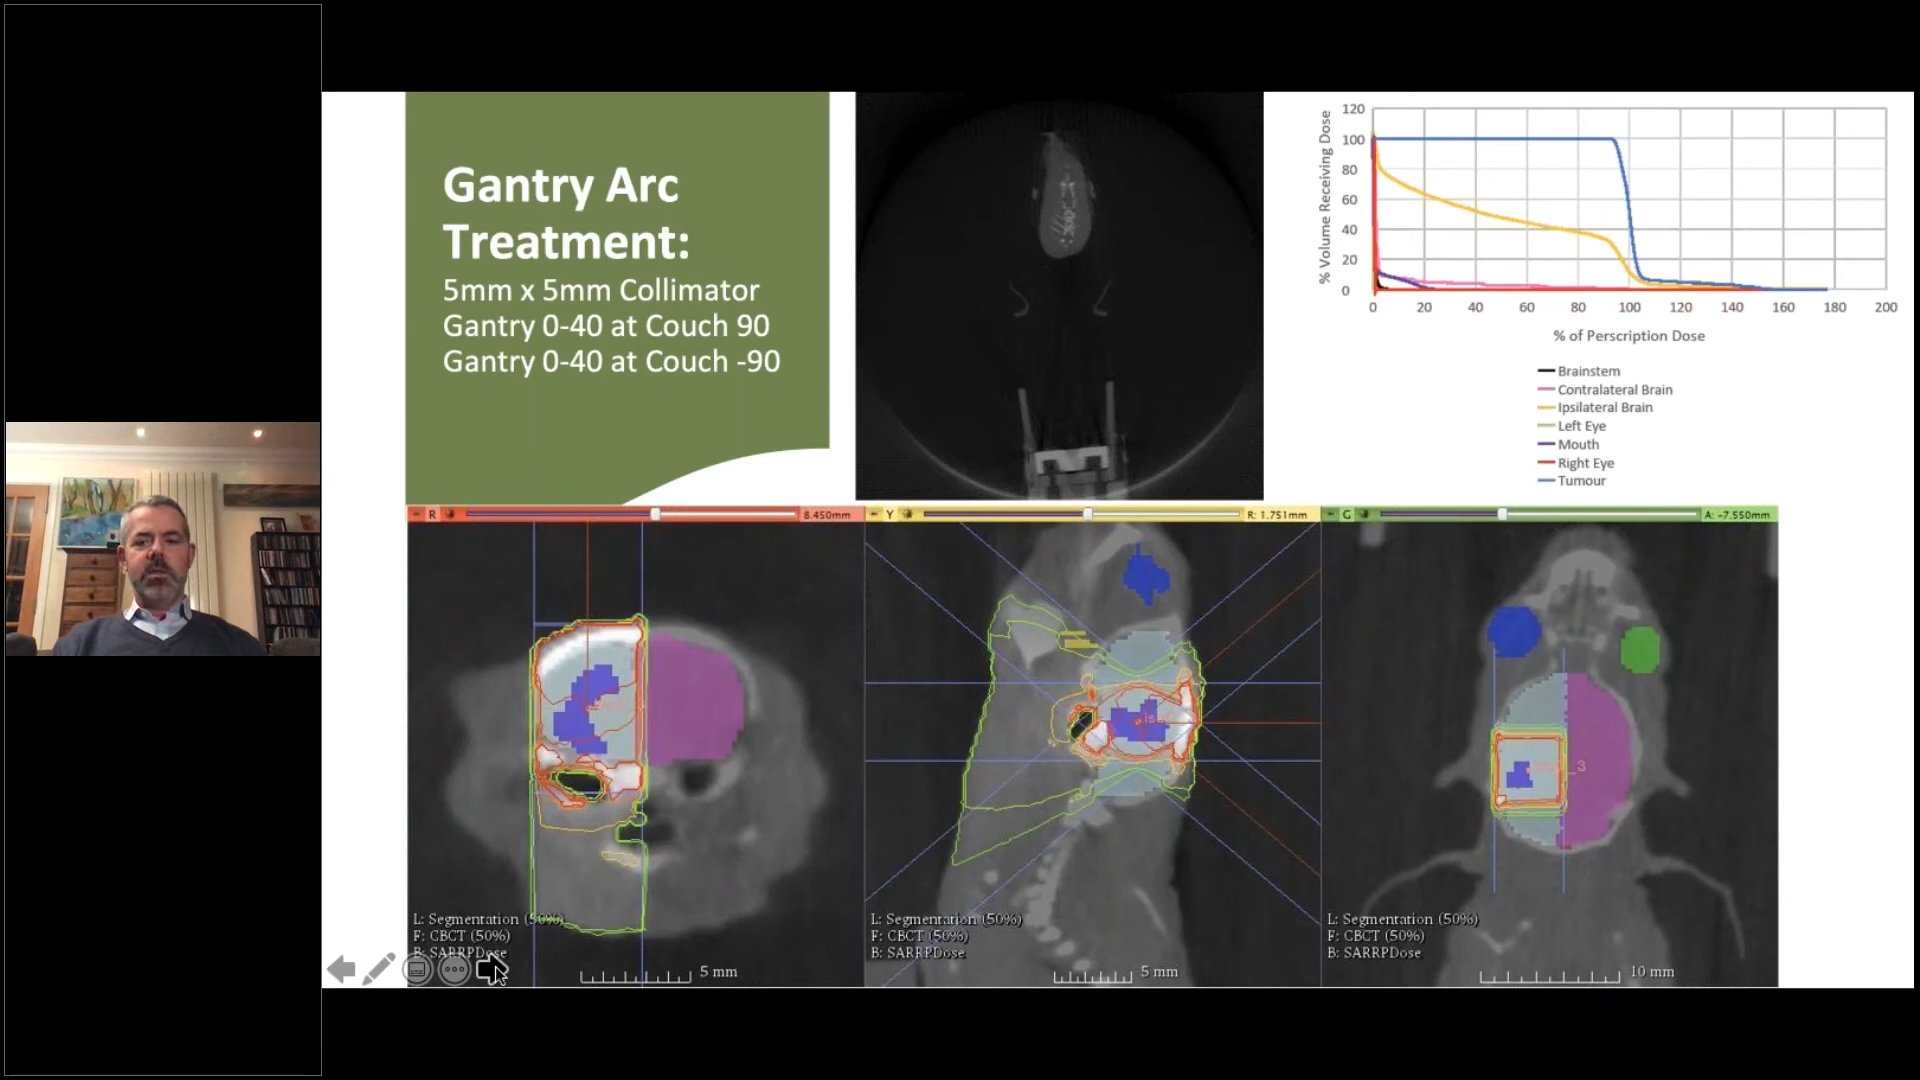 Gantry Arc
Treatment:
5mm x 5mm Collimator
Gantry 0-40 at Couch 90
Gantry 0-40 at Couch -90
% Volume Receiving Dose
120
100
80
60
40
20
0
0 20 40 60 80 100 120 140 160 180 200
% of Perscription Dose
Brainstem
Contralateral Brain
Ipsilateral Brain
Left Eye
Mouth
Right Eye
Tumour
R 8.450mm
Y R: 1.751mm
G A: -7.550mm
L: Segmentation (50%)
F: CBCT (50%)
B: SARRPDose
5 mm
L: Segmentation (50%)
F: CBCT (50%)
B: SARRPDose
5 mm
_3
L: Segmentation (50%)
F: CBCT (50%)
B: SARRPDose
10 mm